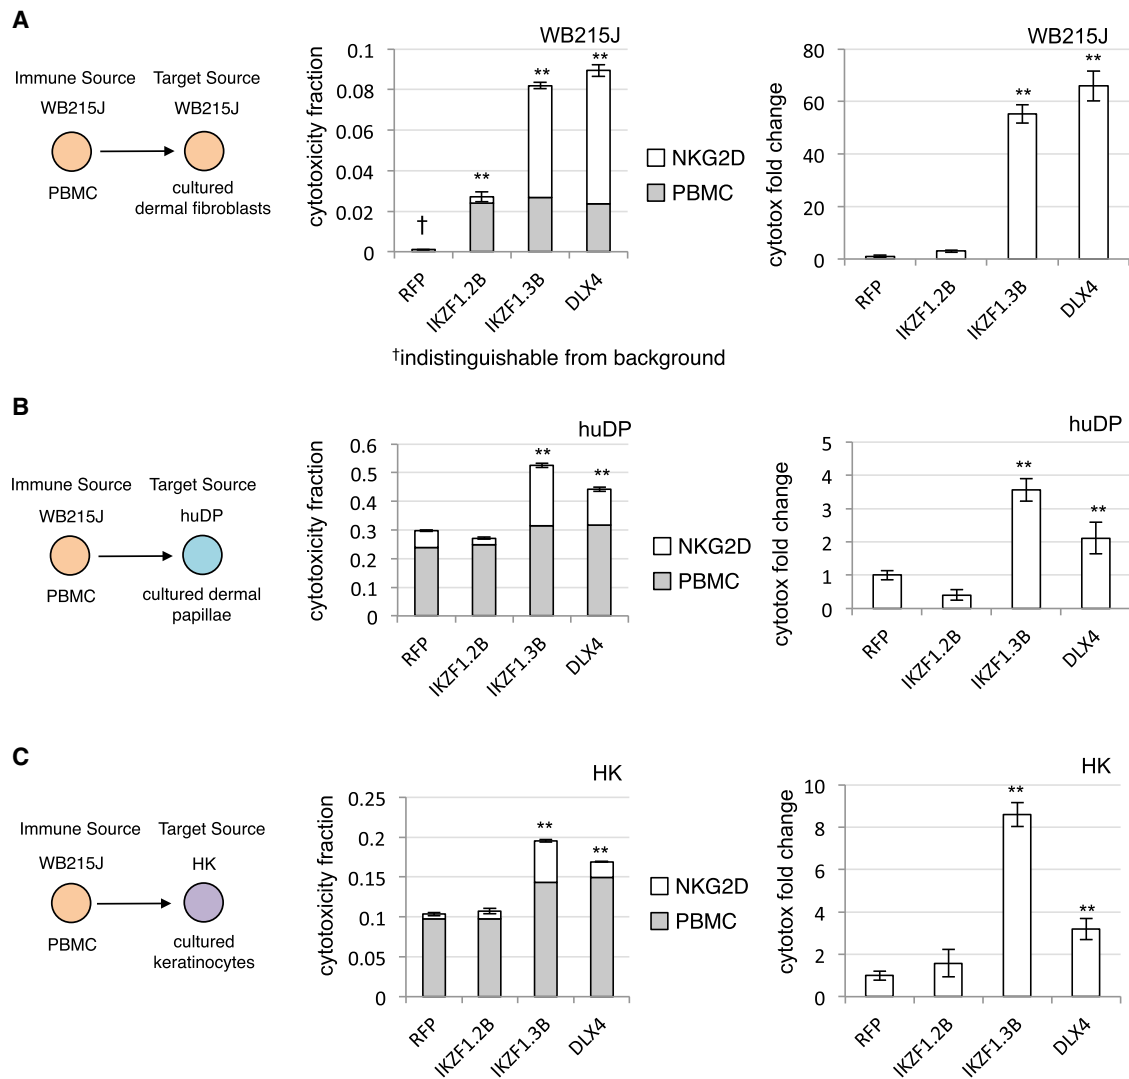 A
Immune Source Target Source
WB215J WB215J
PBMC
cultured
dermal fibroblasts
WB215J
cytotoxicity fraction
0.1
0.08
0.06
0.04
0.02
0
†
**
**
**
RFP
IKZF1.2B
IKZF1.3B
DLX4
NKG2D
PBMC
†indistinguishable from background
WB215J
cytotox fold change
80
60
40
20
0
**
**
RFP
IKZF1.2B
IKZF1.3B
DLX4
B
Immune Source Target Source
WB215J huDP
PBMC
cultured dermal
papillae
huDP
cytotoxicity fraction
0.6
0.5
0.4
0.3
0.2
0.1
0
**
**
RFP
IKZF1.2B
IKZF1.3B
DLX4
NKG2D
PBMC
huDP
cytotox fold change
5
4
3
2
1
0
**
**
RFP
IKZF1.2B
IKZF1.3B
DLX4
C
Immune Source Target Source
WB215J HK
PBMC
cultured
keratinocytes
HK
cytotoxicity fraction
0.25
0.2
0.15
0.1
0.05
0
**
**
RFP
IKZF1.2B
IKZF1.3B
DLX4
NKG2D
PBMC
HK
cytotox fold change
10
8
6
4
2
0
**
**
RFP
IKZF1.2B
IKZF1.3B
DLX4